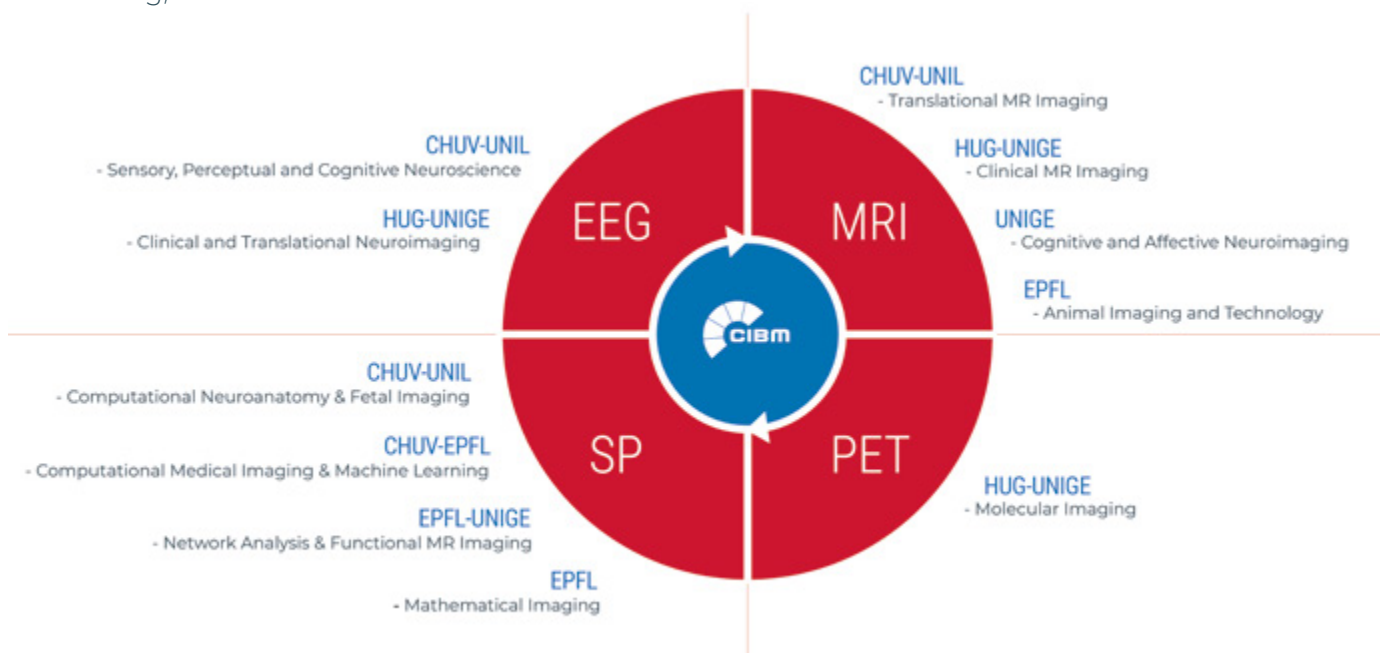 CHUV-UNIL
- Sensory, Perceptual and Cognitive Neuroscience
HUG-UNIGE
- Clinical and Translational Neuroimaging
EEG
CHUV-UNIL
- Translational MR Imaging
HUG-UNIGE
- Clinical MR Imaging
UNIGE
- Cognitive and Affective Neuroimaging
EPFL
- Animal Imaging and Technology
MRI
CIBM
CHUV-UNIL
- Computational Neuroanatomy & Fetal Imaging
CHUV-EPFL
- Computational Medical Imaging & Machine Learning
EPFL-UNIGE
- Network Analysis & Functional MR Imaging
EPFL
- Mathematical Imaging
SP
PET
HUG-UNIGE
- Molecular Imaging